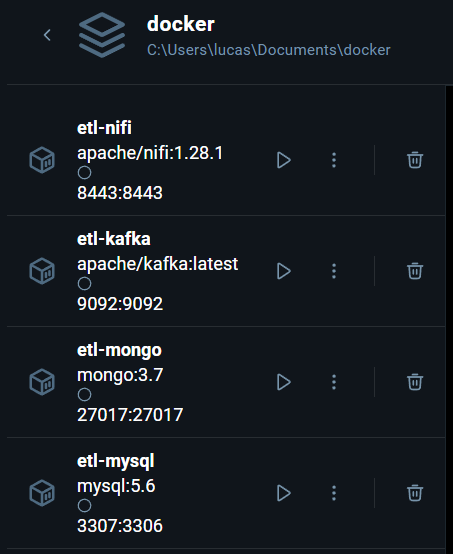 docker
C:\Users\lucas\Documents\docker
etl-nifi
apache/nifi:1.28.1
8443:8443
etl-kafka
apache/kafka:latest
9092:9092
etl-mongo
mongo:3.7
27017:27017
etl-mysql
mysql:5.6
3307:3306